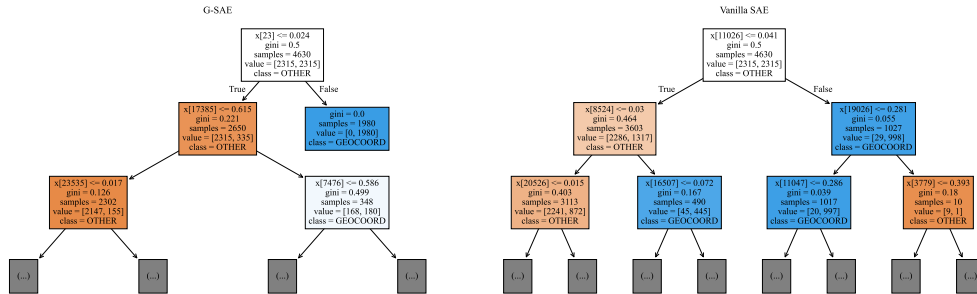 G-SAE
x[23] <= 0.024
gini = 0.5
samples = 4630
value = [2315, 2315]
class = OTHER
True
False
x[17385] <= 0.615
gini = 0.221
samples = 2650
value = [2315, 335]
class = OTHER
gini = 0.0
samples = 1980
value = [0, 1980]
class = GEOCOORD
x[23535] <= 0.017
gini = 0.126
samples = 2302
value = [2147, 155]
class = OTHER
x[7476] <= 0.586
gini = 0.499
samples = 348
value = [168, 180]
class = GEOCOORD
(...)
(...)
(...)
(...)
Vanilla SAE
x[11026] <= 0.041
gini = 0.5
samples = 4630
value = [2315, 2315]
class = OTHER
True
False
x[8524] <= 0.03
gini = 0.464
samples = 3603
value = [2286, 1317]
class = OTHER
x[19026] <= 0.281
gini = 0.055
samples = 1027
value = [29, 998]
class = GEOCOORD
x[20526] <= 0.015
gini = 0.403
samples = 3113
value = [2241, 872]
class = OTHER
x[16507] <= 0.072
gini = 0.167
samples = 490
value = [45, 445]
class = GEOCOORD
x[11047] <= 0.286
gini = 0.039
samples = 1017
value = [20, 997]
class = GEOCOORD
x[3779] <= 0.393
gini = 0.18
samples = 10
value = [9, 1]
class = OTHER
(...)
(...)
(...)
(...)
(...)
(...)
(...)
(...)